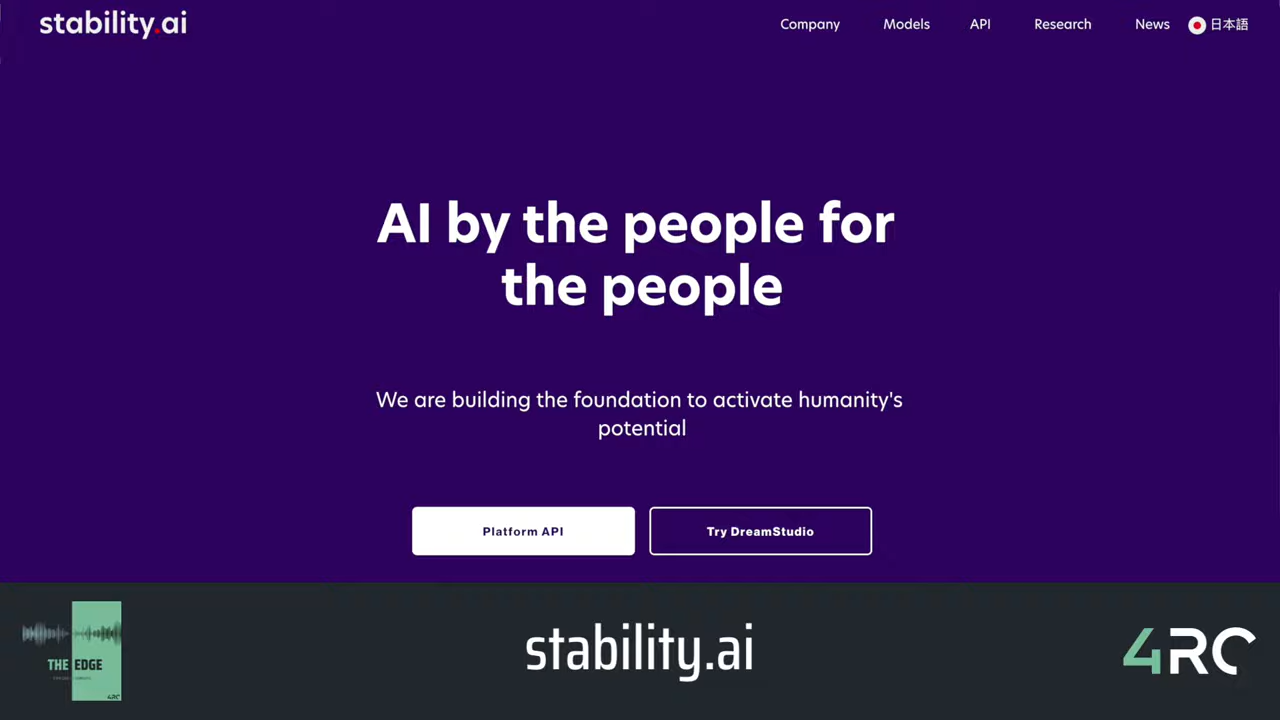 stability.ai
Company Models API Research News 日本語
AI by the people for
the people
We are building the foundation to activate humanity's
potential
Platform API
Try DreamStudio
THE EDGE
4RC
stability.ai
4RC